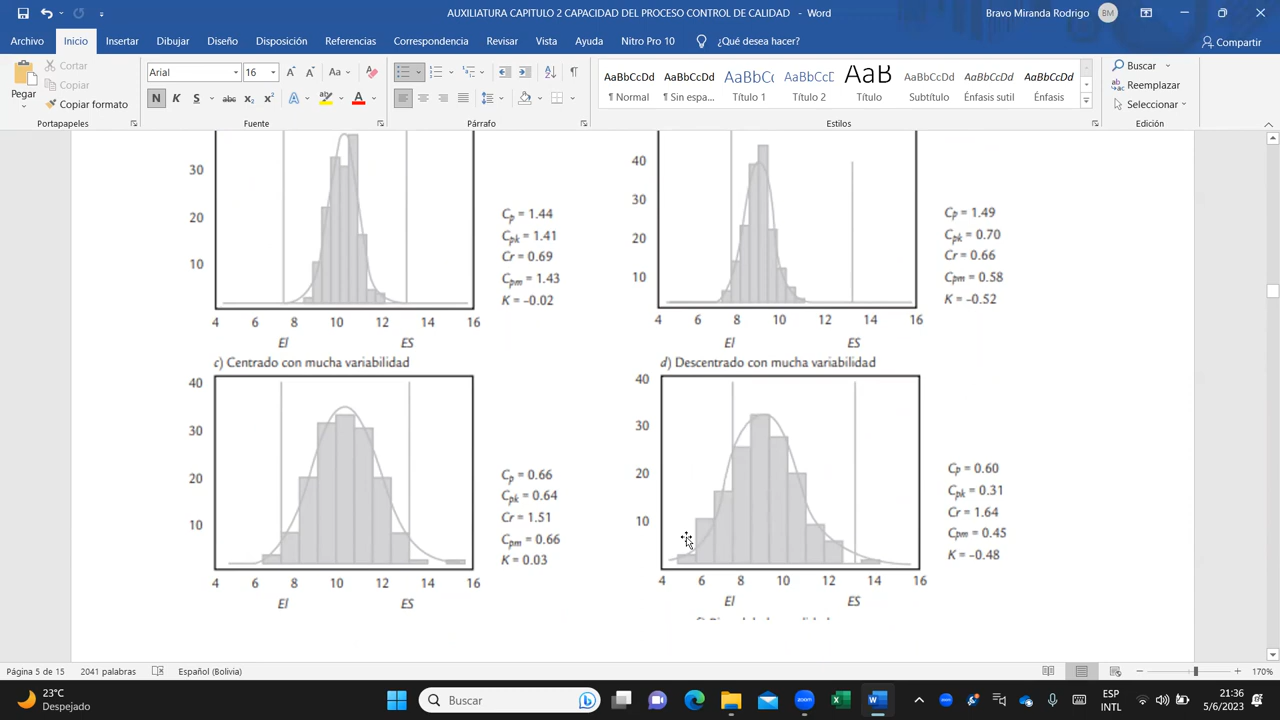 AUXILIATURA CAPITULO 2 CAPACIDAD DEL PROCESO CONTROL DE CALIDAD - Word
Bravo Miranda Rodrigo
BM
Archivo Inicio Insertar Dibujar Diseño Disposición Referencias Correspondencia Revisar Vista Ayuda Nitro Pro 10 ¿Qué desea hacer? Compartir
Pegar
Cortar
Copiar
Copiar formato
Portapapeles
Arial 16 Aa
N K S abc x₂ x² A A
Fuente
Párrafo
AaBbCcDd AaBbCcDd AaBbCc AaBbCcD AaB AaBbCcDd AaBbCcDd AaBbCcDd
¶ Normal ¶ Sin espa... Título 1 Título 2 Título Subtítulo Énfasis sutil Énfasis
Estilos
Buscar
Reemplazar
Seleccionar
Edición
30
20
10
4 6 8 10 12 14 16
EI ES
Cp = 1.44
Cpk = 1.41
Cr = 0.69
Cpm = 1.43
K = –0.02
40
30
20
10
4 6 8 10 12 14 16
EI ES
Cp = 1.49
Cpk = 0.70
Cr = 0.66
Cpm = 0.58
K = –0.52
c) Centrado con mucha variabilidad
40
30
20
10
4 6 8 10 12 14 16
EI ES
Cp = 0.66
Cpk = 0.64
Cr = 1.51
Cpm = 0.66
K = 0.03
d) Descentrado con mucha variabilidad
40
30
20
10
4 6 8 10 12 14 16
EI ES
Cp = 0.60
Cpk = 0.31
Cr = 1.64
Cpm = 0.45
K = –0.48
Página 5 de 15 2041 palabras Español (Bolivia) 170%
23°C
Despejado
Buscar
zoom
zoom
ESP
INTL
21:36
5/6/2023